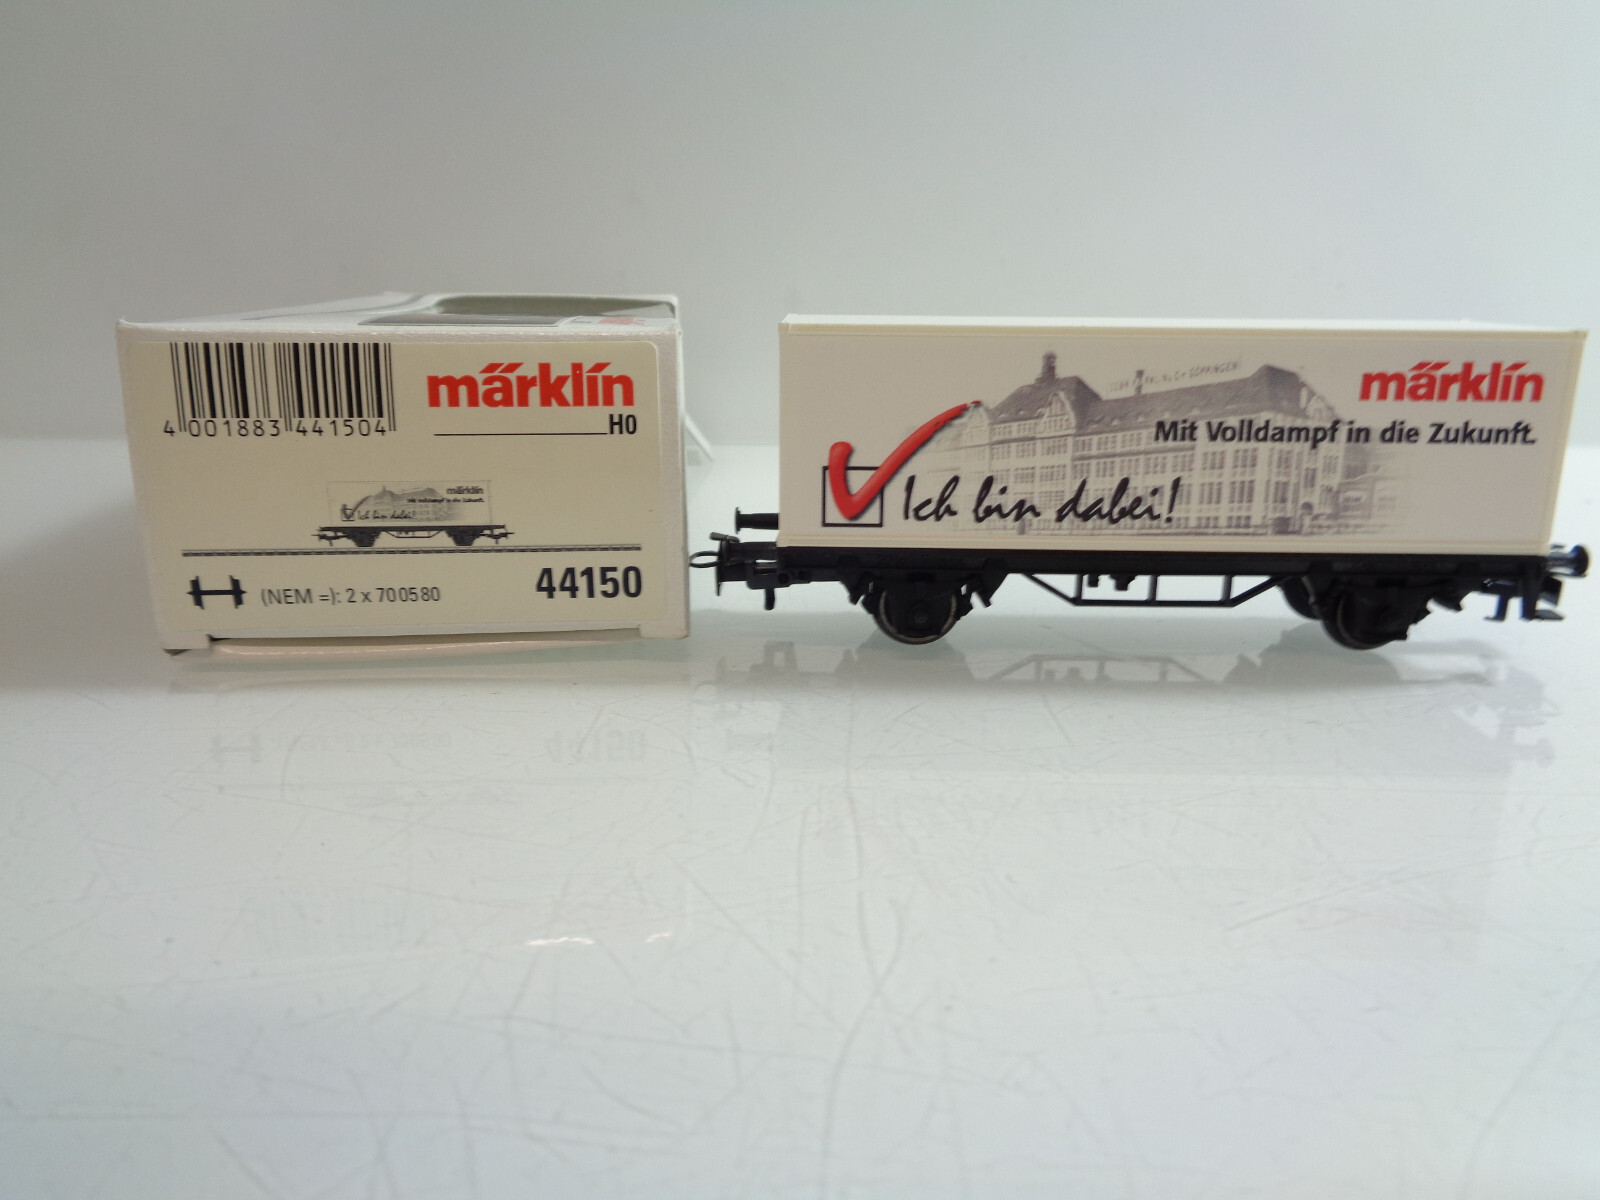 4 001883 441504
märklin
H0
märklin
Mit Volldampf in die Zukunft.
Ich bin dabei!
(NEM =): 2 x 700580
44150
märklin
Mit Volldampf in die Zukunft.
Ich bin dabei!